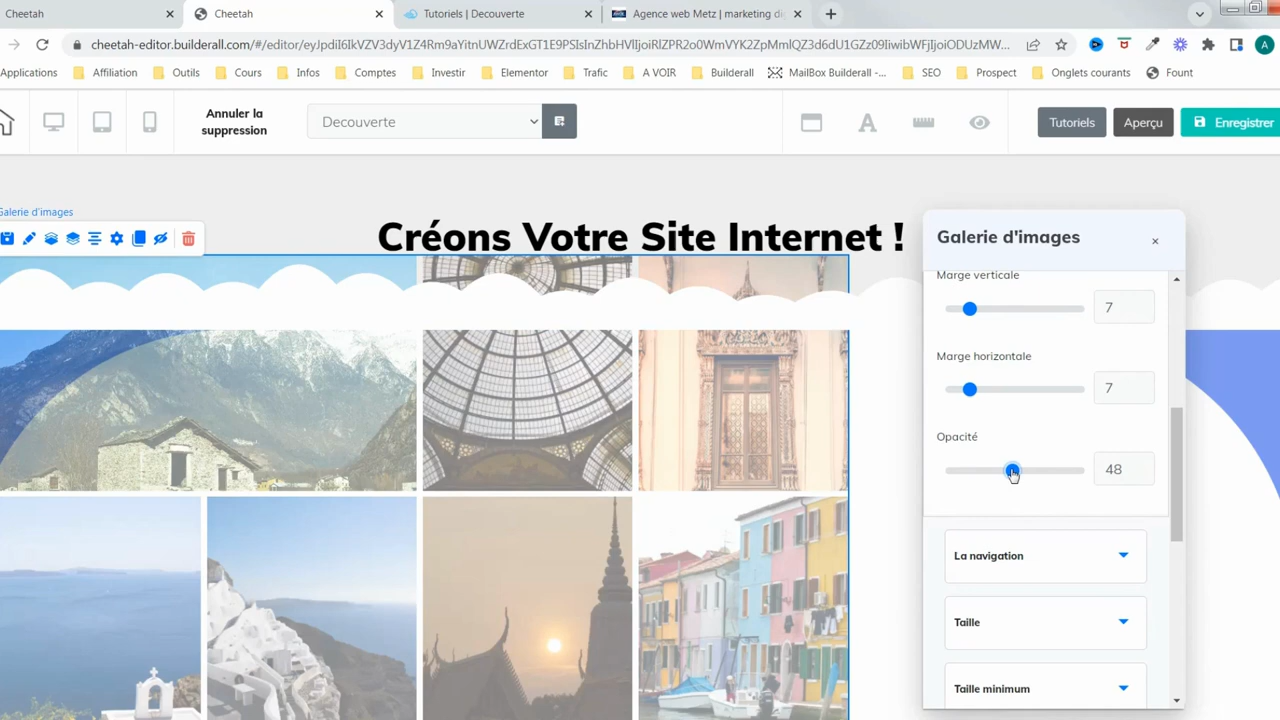 Cheetah × Cheetah × Tutoriels | Decouverte × Agence web Metz | marketing di × +
cheetah-editor.builderall.com/#/editor/eyJpdiI6IkVZV3dyV1Z4Rm9aYitnUWZrdExGT1E9PSIsInZhbHVlIjoiRlZPR2o0WmVYK2ZpMmlQZ3d6dU1GZz09IiwibWFjIjoiODUzMW...
Applications Affiliation Outils Cours Infos Comptes Investir Elementor Trafic A VOIR Builderall MailBox Builderall -... SEO Prospect Onglets courants Fount
Annuler la
suppression
Decouverte
A
Tutoriels Aperçu Enregistrer
A
Galerie d'images
Créons Votre Site Internet !
Galerie d'images ×
Marge verticale
7
Marge horizontale
7
Opacité
48
La navigation
Taille
Taille minimum